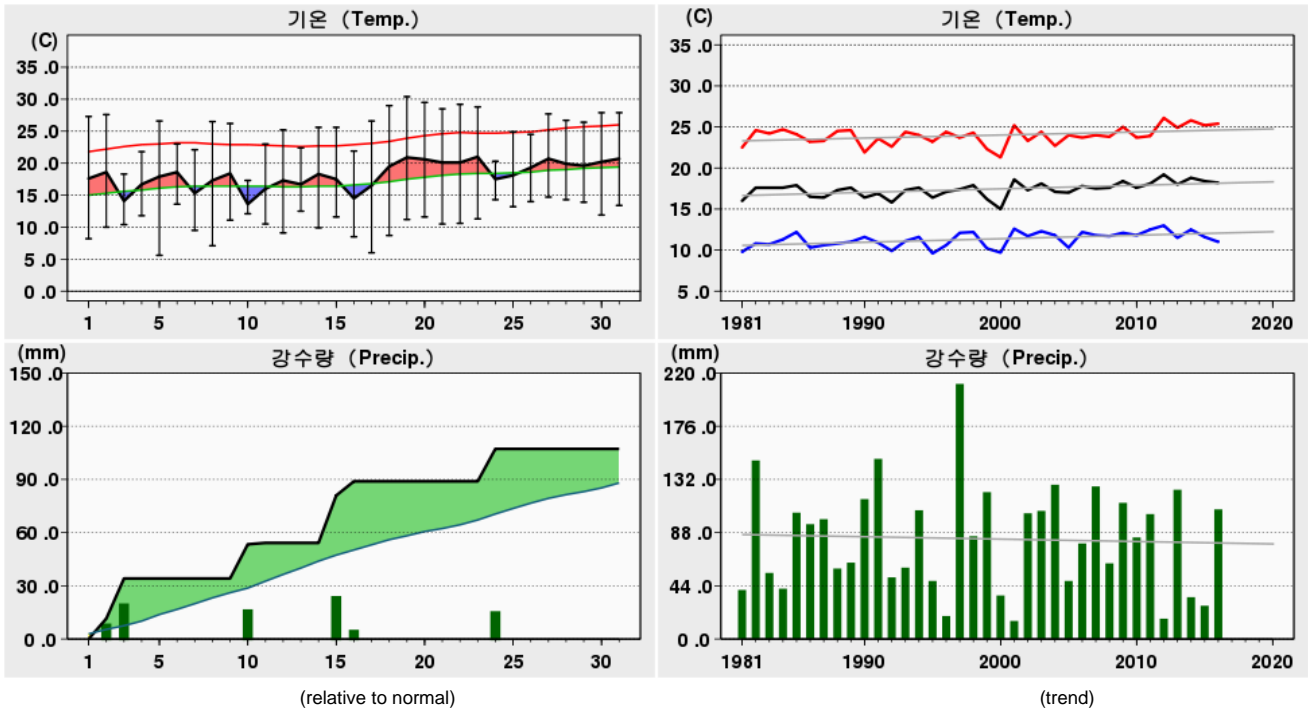 기온 (Temp.)
(C)
35 .0
30 .0
25 .0
20 .0
15 .0
10 .0
5 .0
0 .0
1 5 10 15 20 25 30
기온 (Temp.)
(C)
35 .0
30 .0
25 .0
20 .0
15 .0
10 .0
5 .0
1981 1990 2000 2010 2020
강수량 (Precip.)
(mm)
150 .0
120 .0
90 .0
60 .0
30 .0
0 .0
1 5 10 15 20 25 30
(relative to normal)
강수량 (Precip.)
(mm)
220 .0
176 .0
132 .0
88 .0
44 .0
0 .0
1981 1990 2000 2010 2020
(trend)